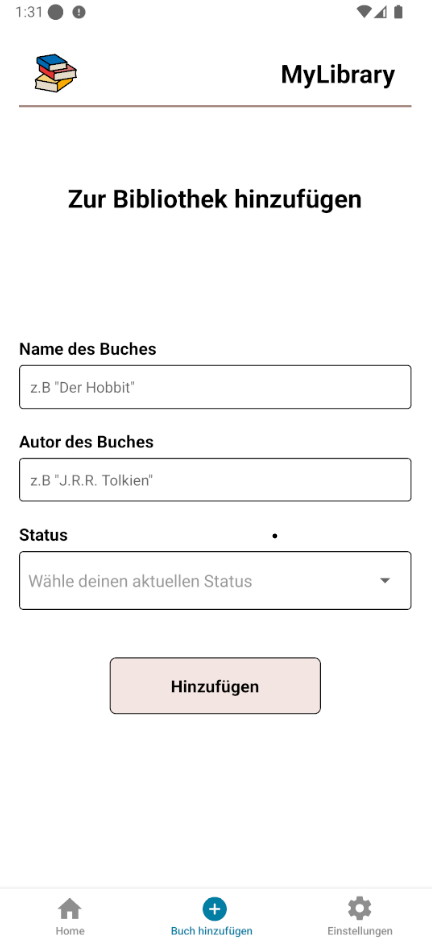 1:31
MyLibrary
Zur Bibliothek hinzufügen
Name des Buches
z.B "Der Hobbit"
Autor des Buches
z.B "J.R.R. Tolkien"
Status
Wähle deinen aktuellen Status
Hinzufügen
Home
Buch hinzufügen
Einstellungen